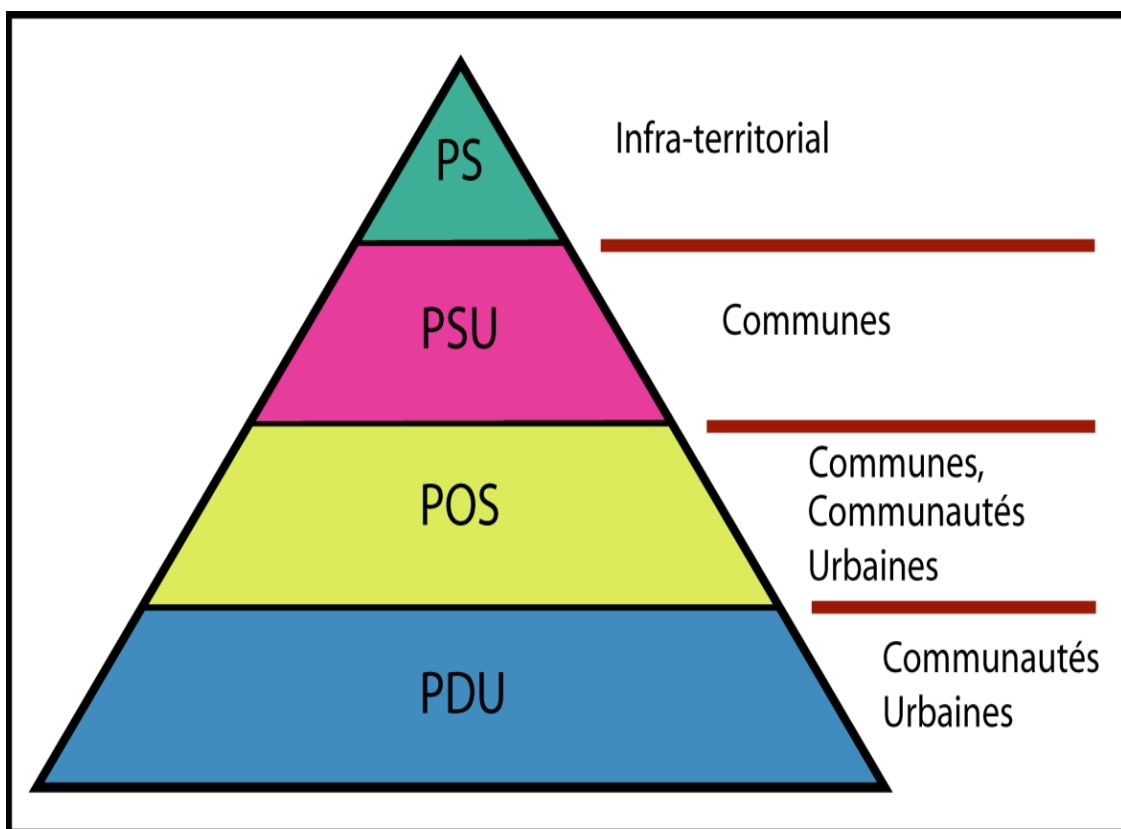 PS
Infra-territorial
PSU
Communes
POS
Communes,
Communautés
Urbaines
PDU
Communautés
Urbaines